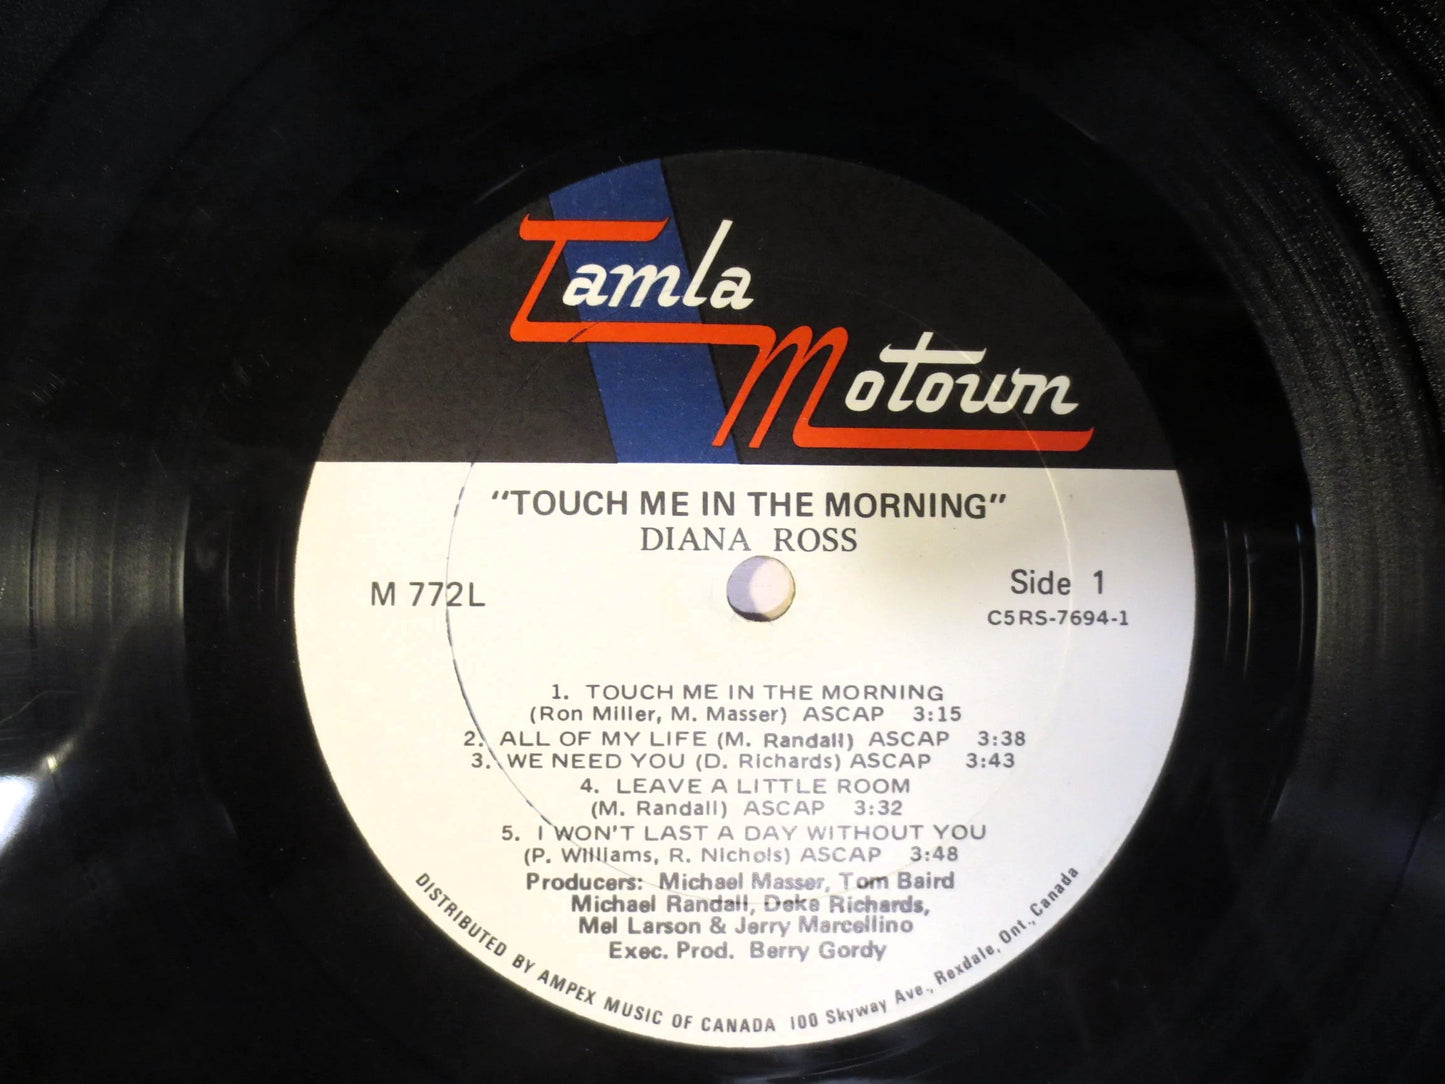 Tamla
Motown
"TOUCH ME IN THE MORNING"
DIANA ROSS
M 772L
Side 1
C5RS-7694-1
1. TOUCH ME IN THE MORNING
(Ron Miller, M. Masser) ASCAP 3:15
2. ALL OF MY LIFE (M. Randall) ASCAP 3:38
3. WE NEED YOU (D. Richards) ASCAP 3:43
4. LEAVE A LITTLE ROOM
(M. Randall) ASCAP 3:32
5. I WON'T LAST A DAY WITHOUT YOU
(P. Williams, R. Nichols) ASCAP 3:48
Producers: Michael Masser, Tom Baird
Michael Randall, Deke Richards,
Mel Larson & Jerry Marcellino
Exec. Prod. Berry Gordy
DISTRIBUTED BY AMPEX MUSIC OF CANADA 100 Skyway Ave., Rexdale, Ont., Canada